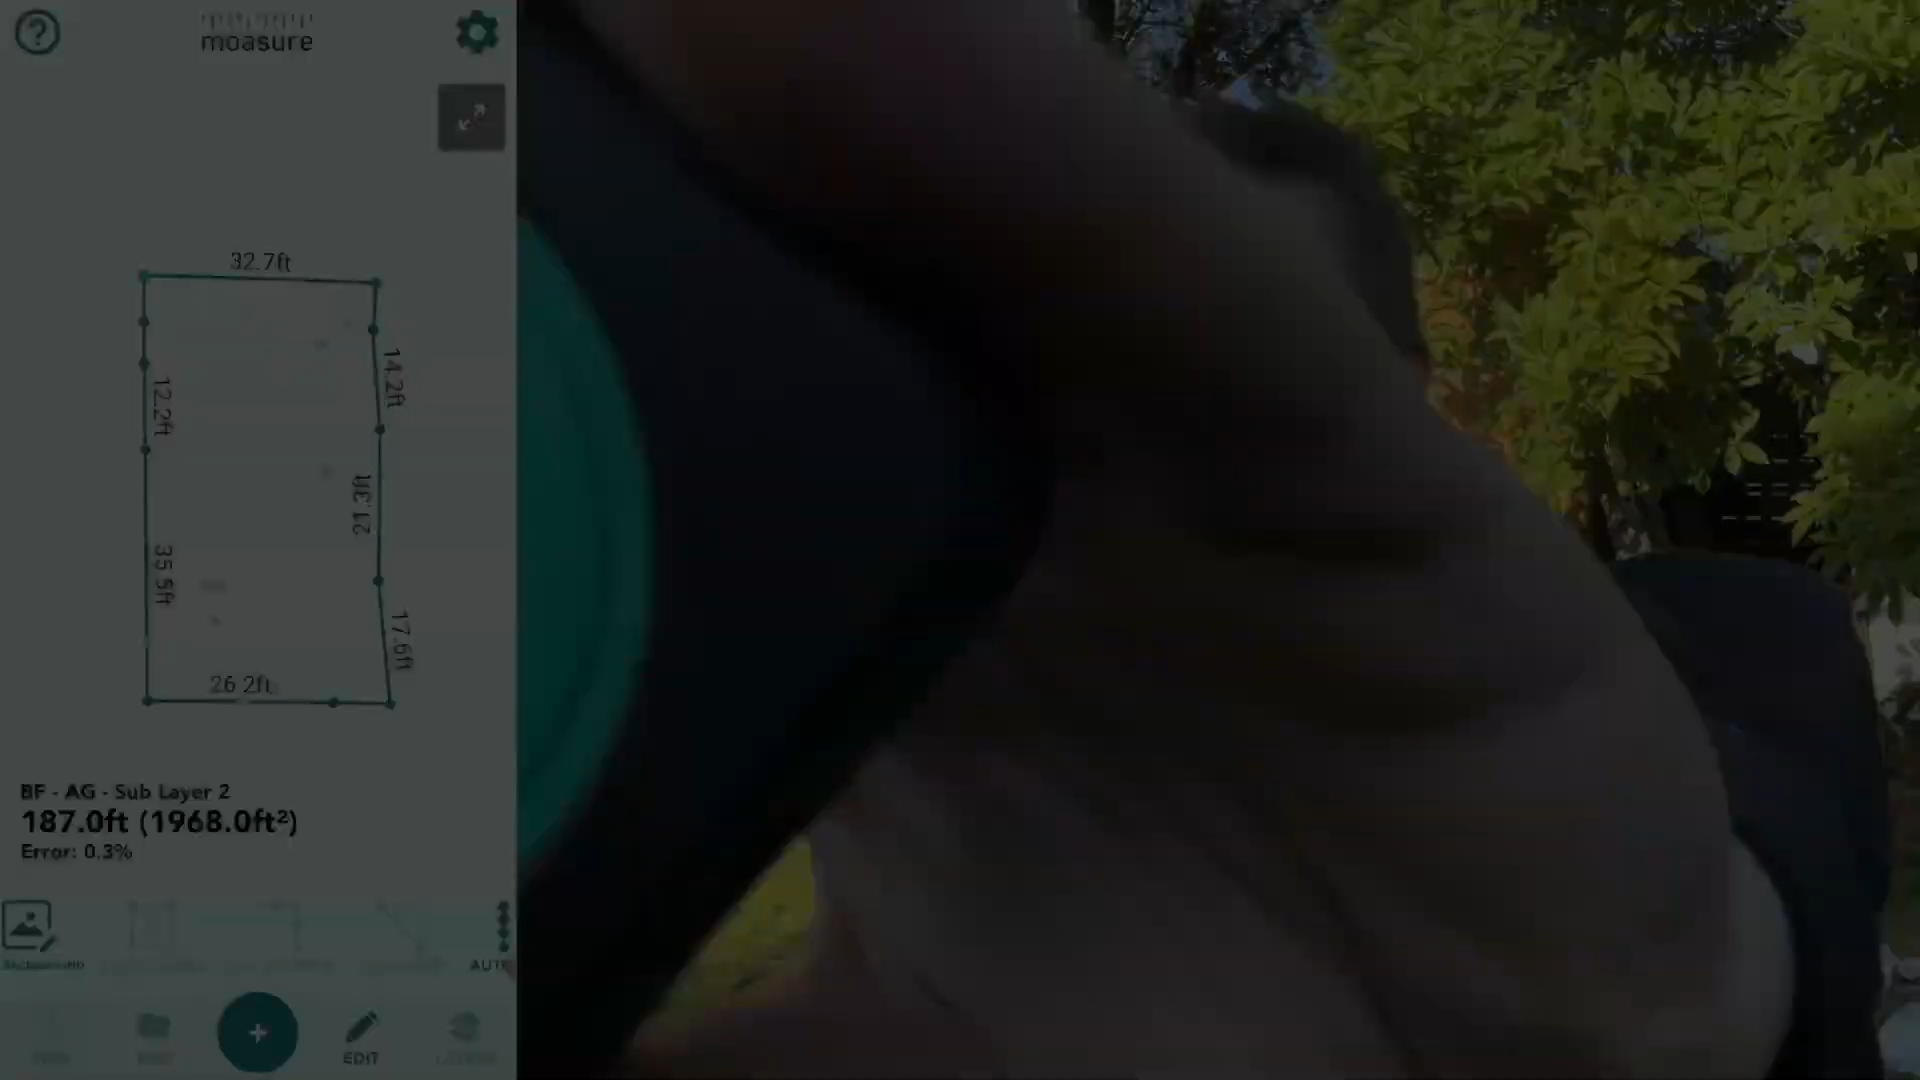 moasure
32.7ft
14.2ft
12.2ft
21.3ft
35.5ft
17.6ft
26.2ft
BF - AG - Sub Layer 2
187.0ft (1968.0ft²)
Error: 0.3%
AUTO
EDIT